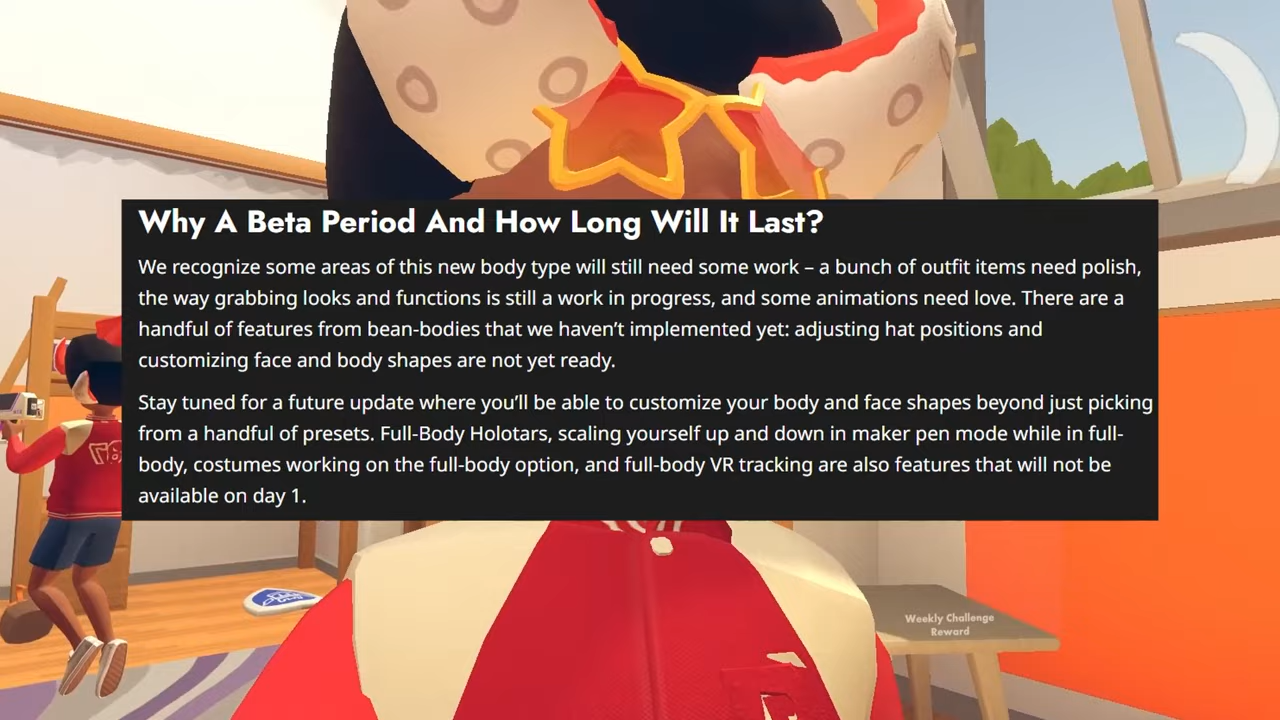 Why A Beta Period And How Long Will It Last?
We recognize some areas of this new body type will still need some work – a bunch of outfit items need polish,
the way grabbing looks and functions is still a work in progress, and some animations need love. There are a
handful of features from bean-bodies that we haven’t implemented yet: adjusting hat positions and
customizing face and body shapes are not yet ready.
Stay tuned for a future update where you’ll be able to customize your body and face shapes beyond just picking
from a handful of presets. Full-Body Holotars, scaling yourself up and down in maker pen mode while in full-
body, costumes working on the full-body option, and full-body VR tracking are also features that will not be
available on day 1.
Weekly Challenge
Reward